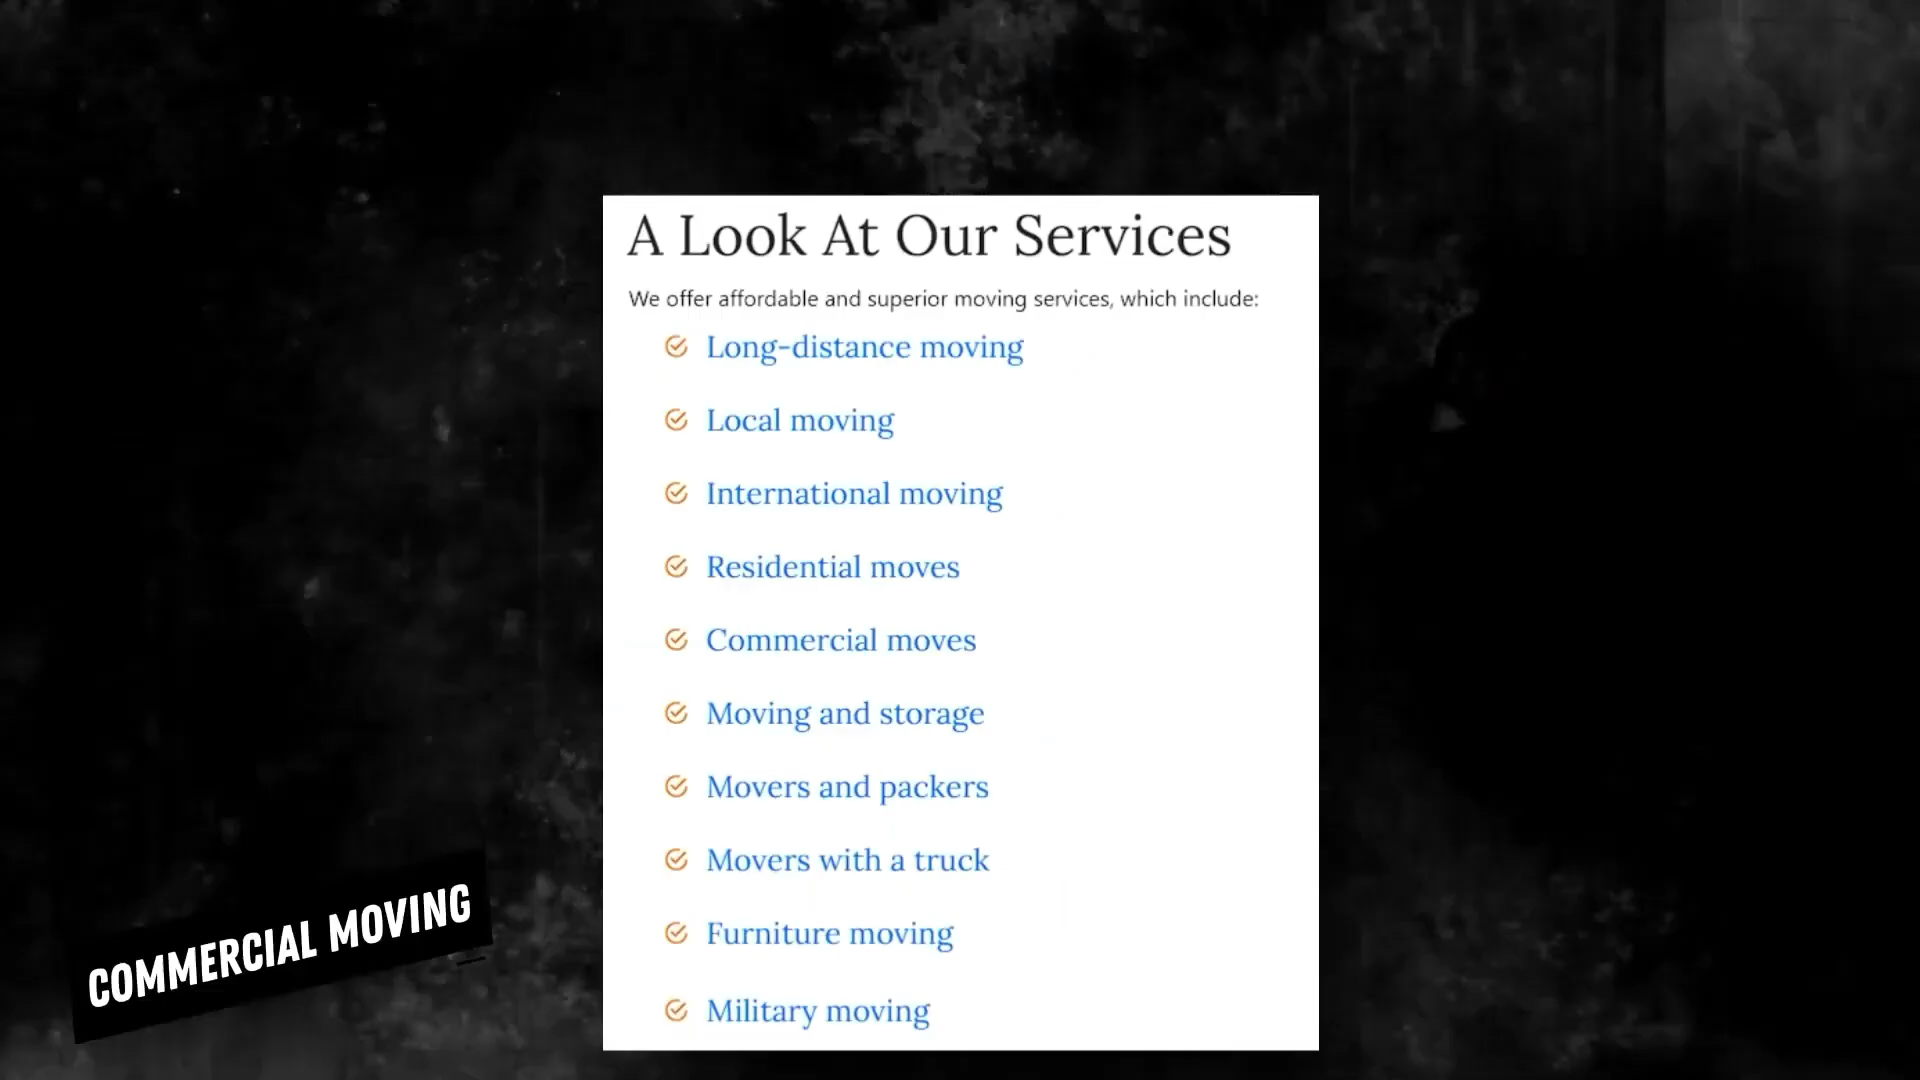 A Look At Our Services
We offer affordable and superior moving services, which include:
Long-distance moving
Local moving
International moving
Residential moves
Commercial moves
Moving and storage
Movers and packers
Movers with a truck
Furniture moving
Military moving
COMMERCIAL MOVING